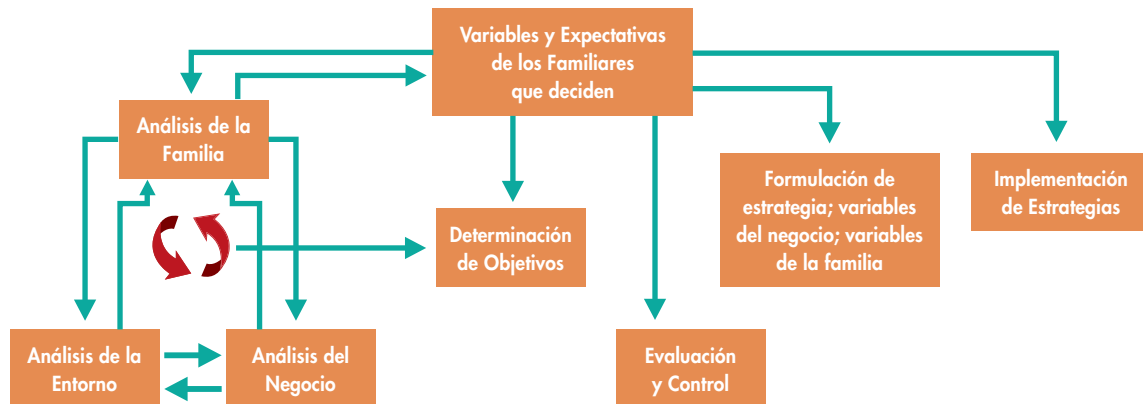 Variables y Expectativas
de los Familiares
que deciden
Análisis de la
Familia
Formulación de
estrategia; variables
del negocio; variables
de la familia
Implementación
de Estrategias
Determinación
de Objetivos
Análisis de la
Entorno
Análisis del
Negocio
Evaluación
y Control